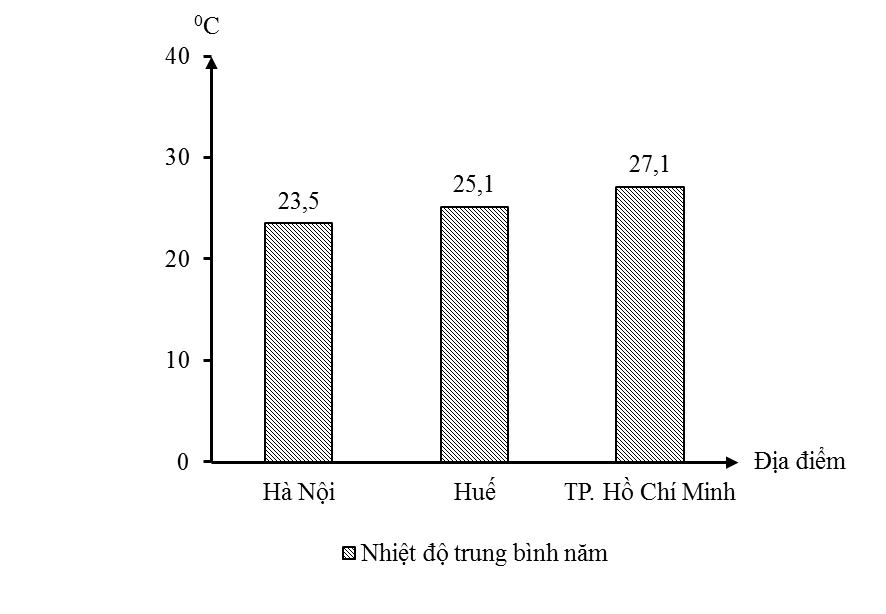 ⁰C
40
30
20
10
0
23,5
25,1
27,1
Hà Nội
Huế
TP. Hồ Chí Minh
Địa điểm
Nhiệt độ trung bình năm